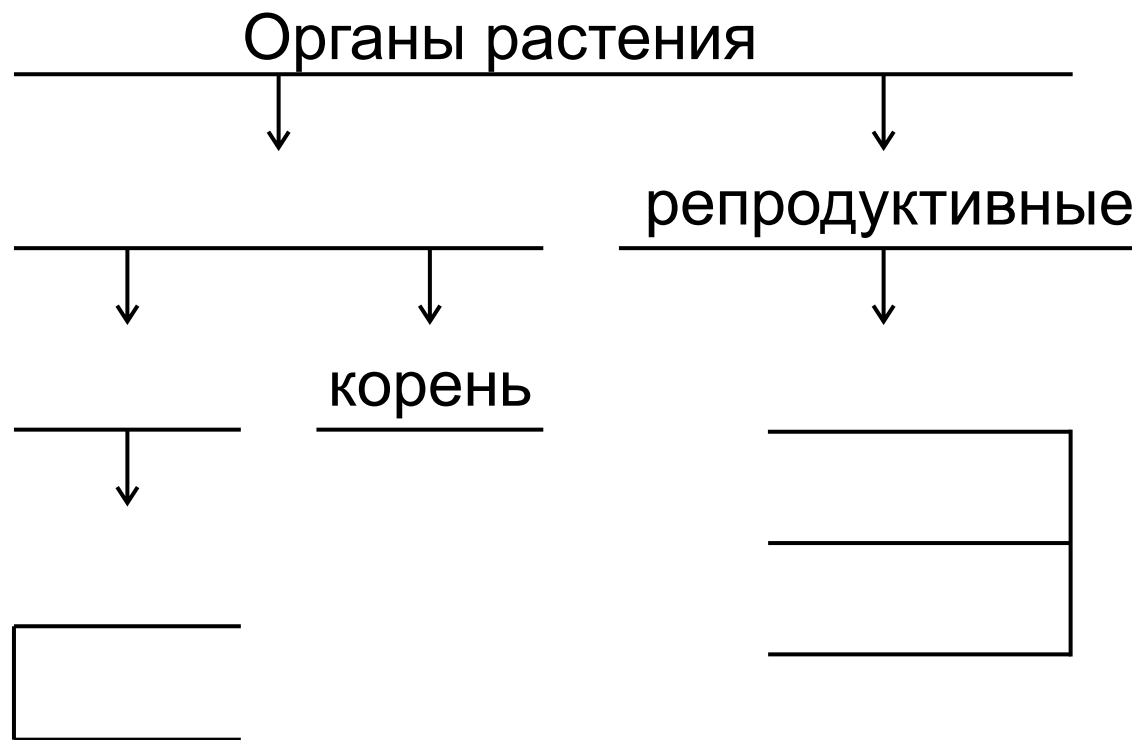 Органы растения
репродуктивные
корень